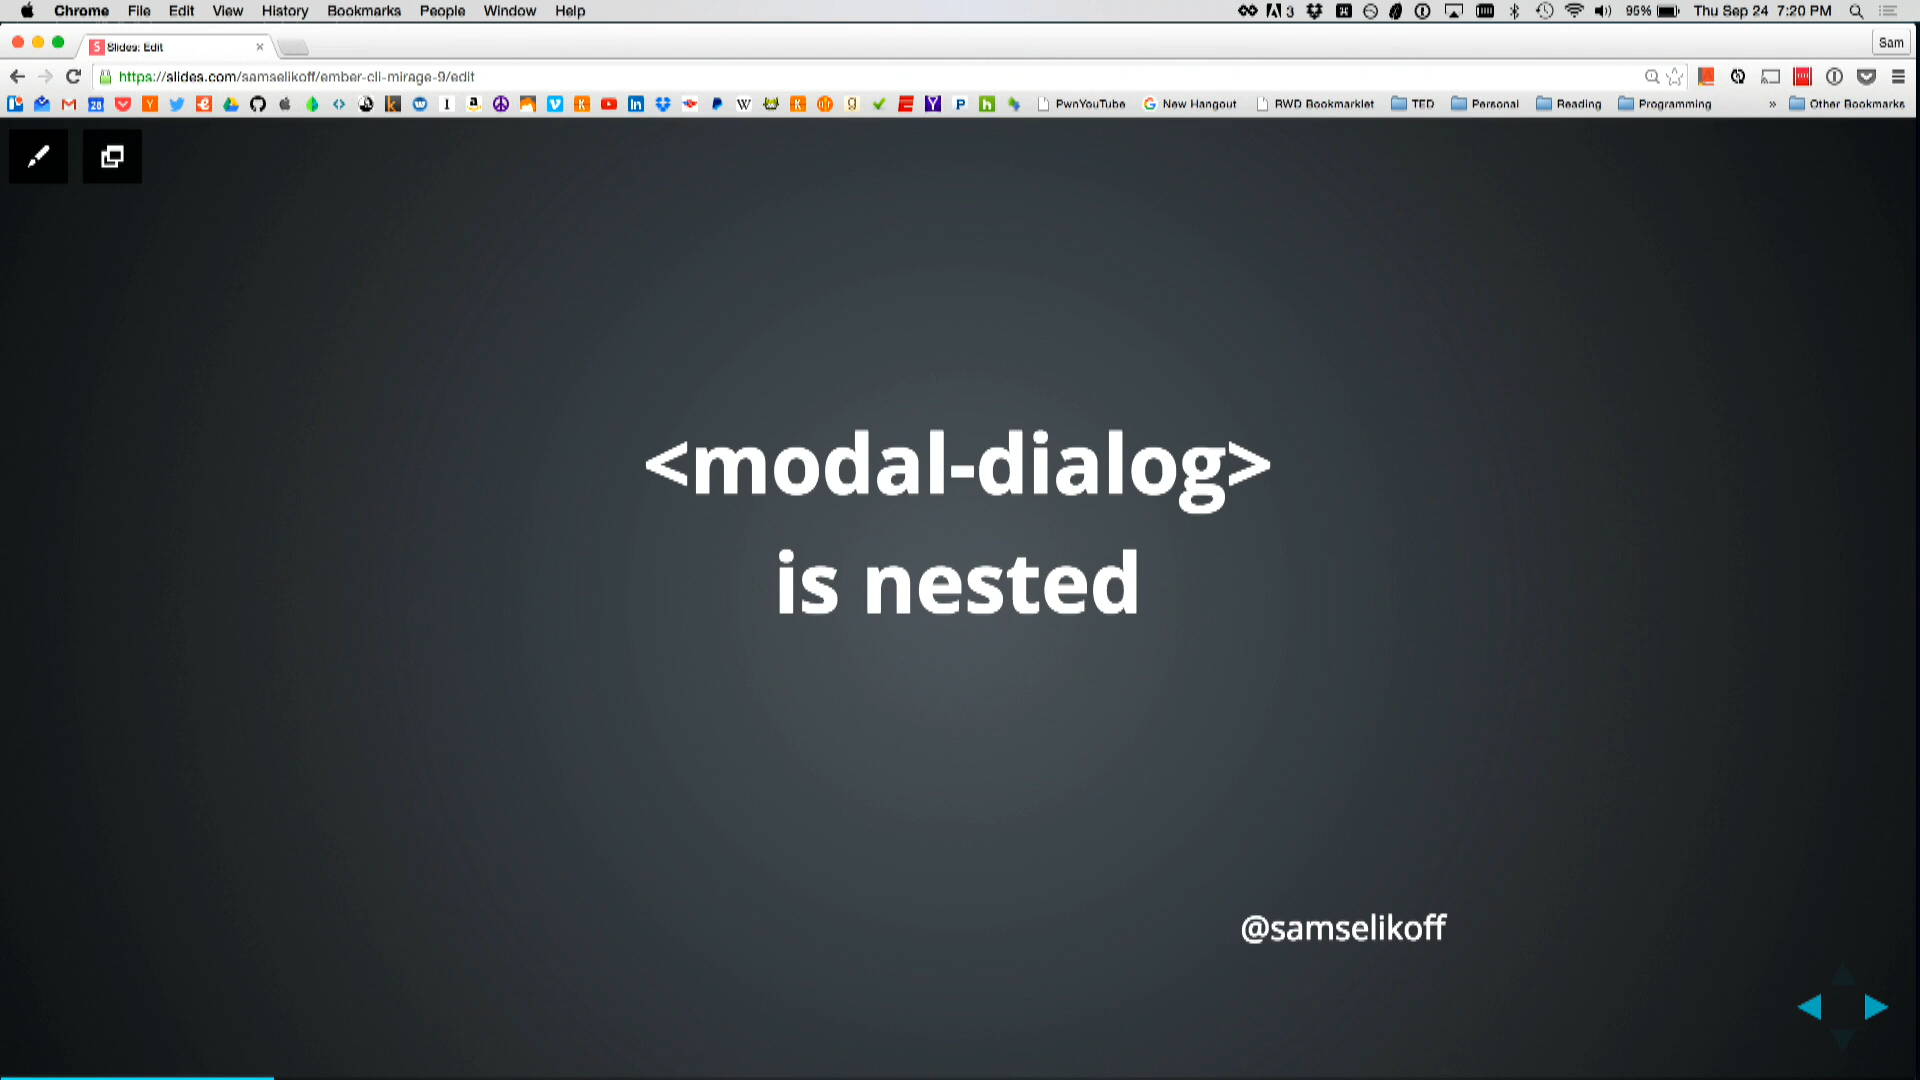 Chrome File Edit View History Bookmarks People Window Help 3 95% Thu Sep 24 7:20 PM
Slides: Edit Sam
https://slides.com/samselikoff/ember-cli-mirage-9/edit
PwnYouTube New Hangout RWD Bookmarklet TED Personal Reading Programming » Other Bookmarks
<modal-dialog>
is nested
@samselikoff